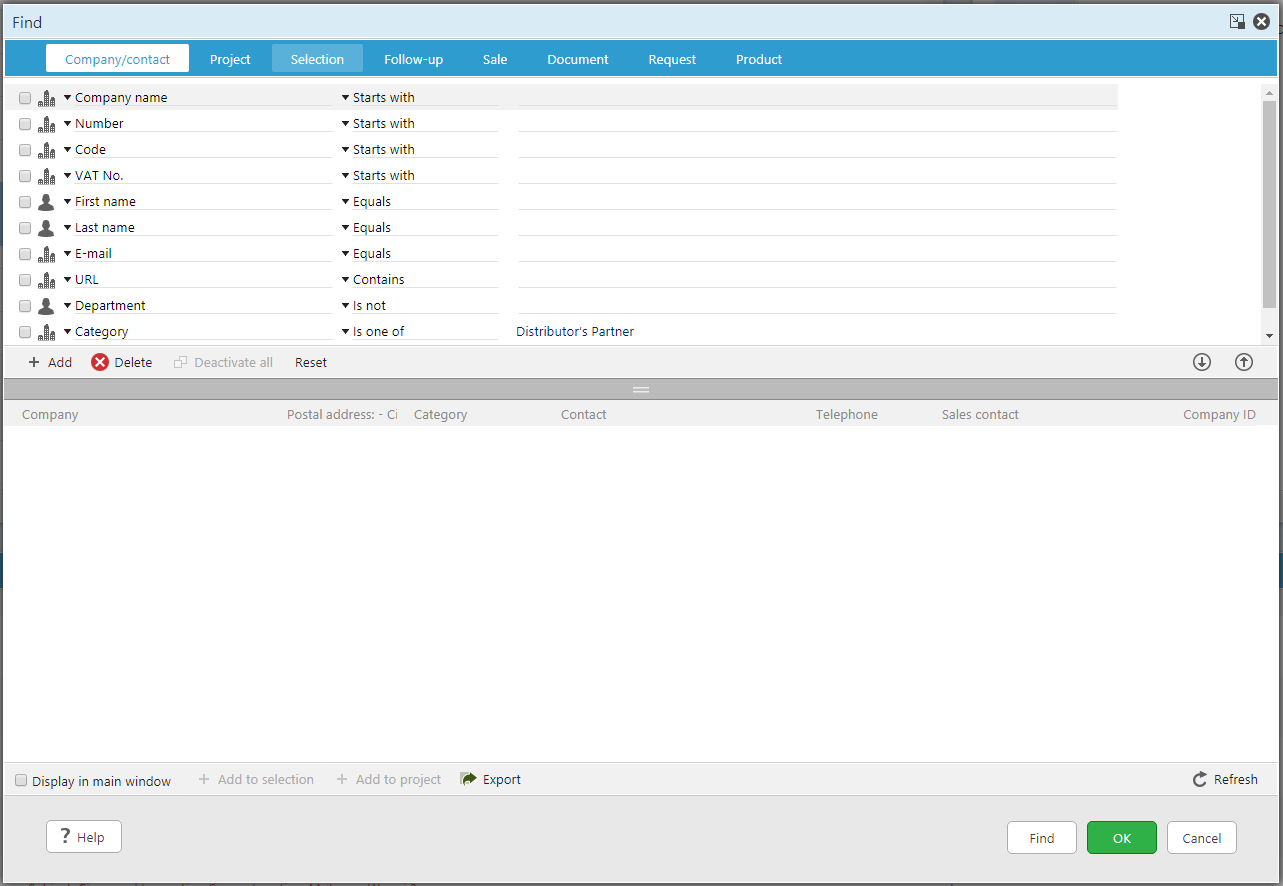 Find
Company/contact Project Selection Follow-up Sale Document Request Product
Company name Starts with
Number Starts with
Code Starts with
VAT No. Starts with
First name Equals
Last name Equals
E-mail Equals
URL Contains
Department Is not
Category Is one of Distributor's Partner
+ Add Delete Deactivate all Reset
Company Postal address: - Ci Category Contact Telephone Sales contact Company ID
Display in main window + Add to selection + Add to project Export Refresh
? Help Find OK Cancel